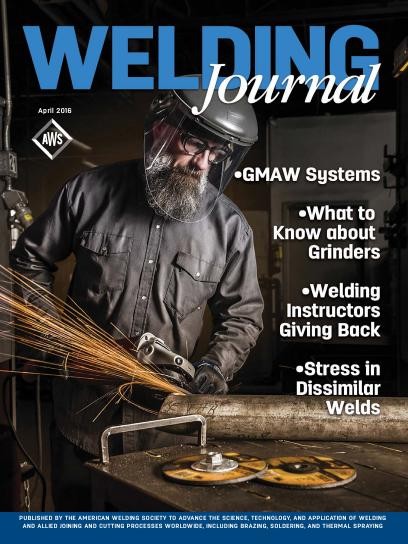 WELDING
Journal
April 2016
AWS
•GMAW Systems
•What to
Know about
Grinders
•Welding
Instructors
Giving Back
•Stress in
Dissimilar
Welds
PUBLISHED BY THE AMERICAN WELDING SOCIETY TO ADVANCE THE SCIENCE, TECHNOLOGY, AND APPLICATION OF WELDING
AND ALLIED JOINING AND CUTTING PROCESSES WORLDWIDE, INCLUDING BRAZING, SOLDERING, AND THERMAL SPRAYING